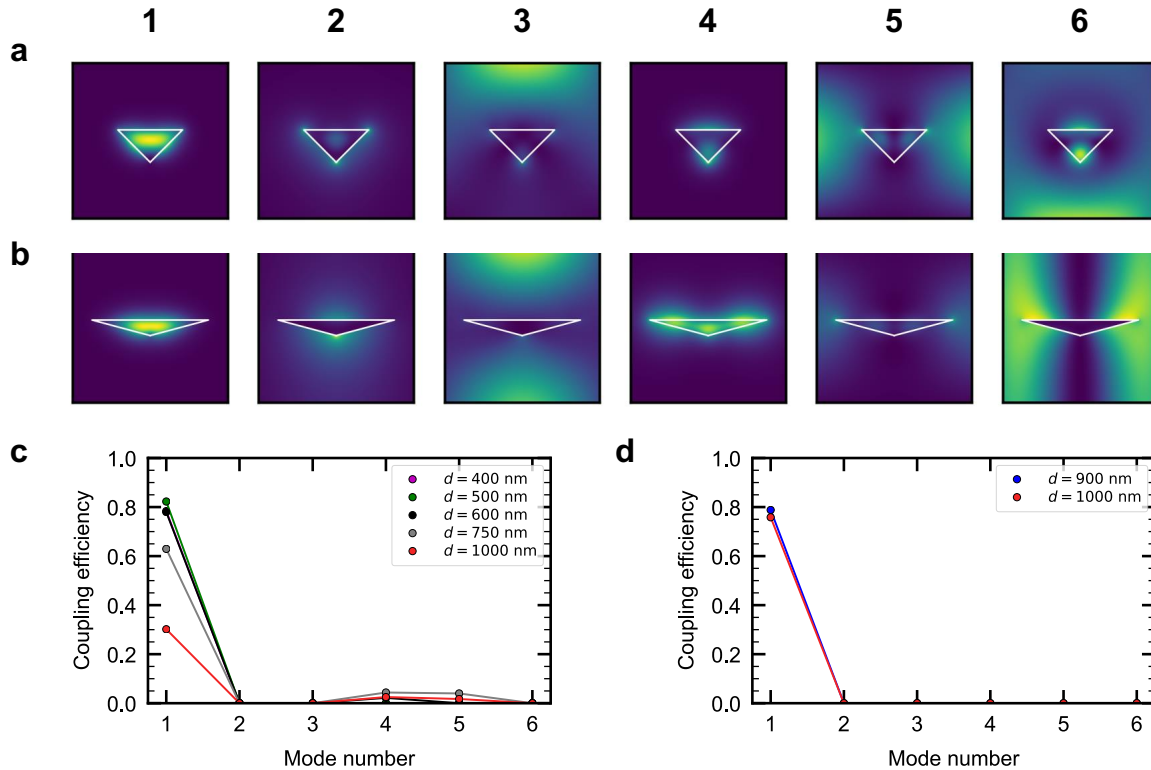 1 2 3 4 5 6
a
b
c
d
1.0
0.8
0.6
0.4
0.2
0.0
Coupling efficiency
d = 400 nm
d = 500 nm
d = 600 nm
d = 750 nm
d = 1000 nm
1 2 3 4 5 6
Mode number
1.0
0.8
0.6
0.4
0.2
0.0
Coupling efficiency
d = 900 nm
d = 1000 nm
1 2 3 4 5 6
Mode number